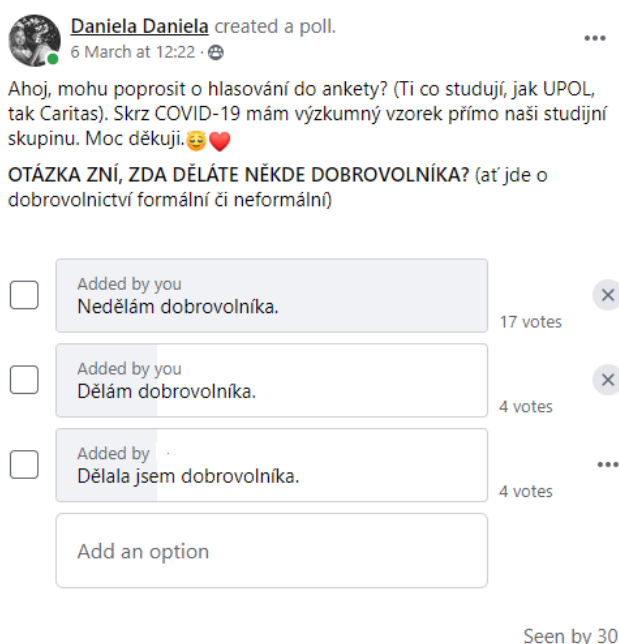 Daniela Daniela created a poll.
6 March at 12:22 ·
Ahoj, mohu poprosit o hlasování do ankety? (Ti co studují, jak UPOL,
tak Caritas). Skrz COVID-19 mám výzkumný vzorek přímo naši studijní
skupinu. Moc děkuji.😌❤️
OTÁZKA ZNÍ, ZDA DĚLÁTE NĚKDE DOBROVOLNÍKA? (ať jde o
dobrovolnictví formální či neformální)
Added by you
Nedělám dobrovolníka.
17 votes
Added by you
Dělám dobrovolníka.
4 votes
Added by
Dělala jsem dobrovolníka.
4 votes
Add an option
Seen by 30